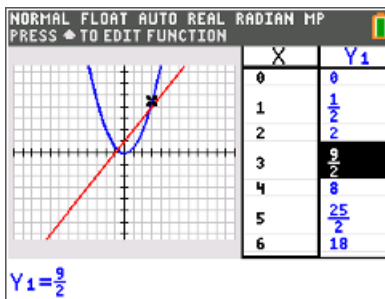 NORMAL FLOAT AUTO REAL RADIAN MP
PRESS ↑ TO EDIT FUNCTION
X Y₁
0 0
1 1/2
2 2
3 9/2
4 8
5 25/2
6 18
Y₁=9/2